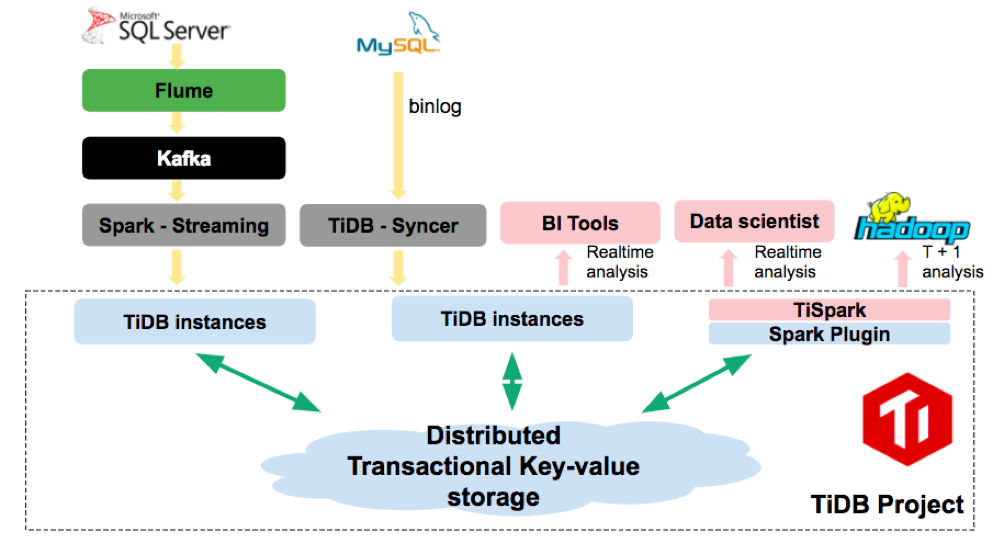 Microsoft
SQL Server
MySQL
Flume
binlog
Kafka
Spark - Streaming
TiDB - Syncer
BI Tools
Data scientist
hadoop
Realtime
analysis
Realtime
analysis
T + 1
analysis
TiDB instances
TiDB instances
TiSpark
Spark Plugin
Distributed
Transactional Key-value
storage
Ti
TiDB Project